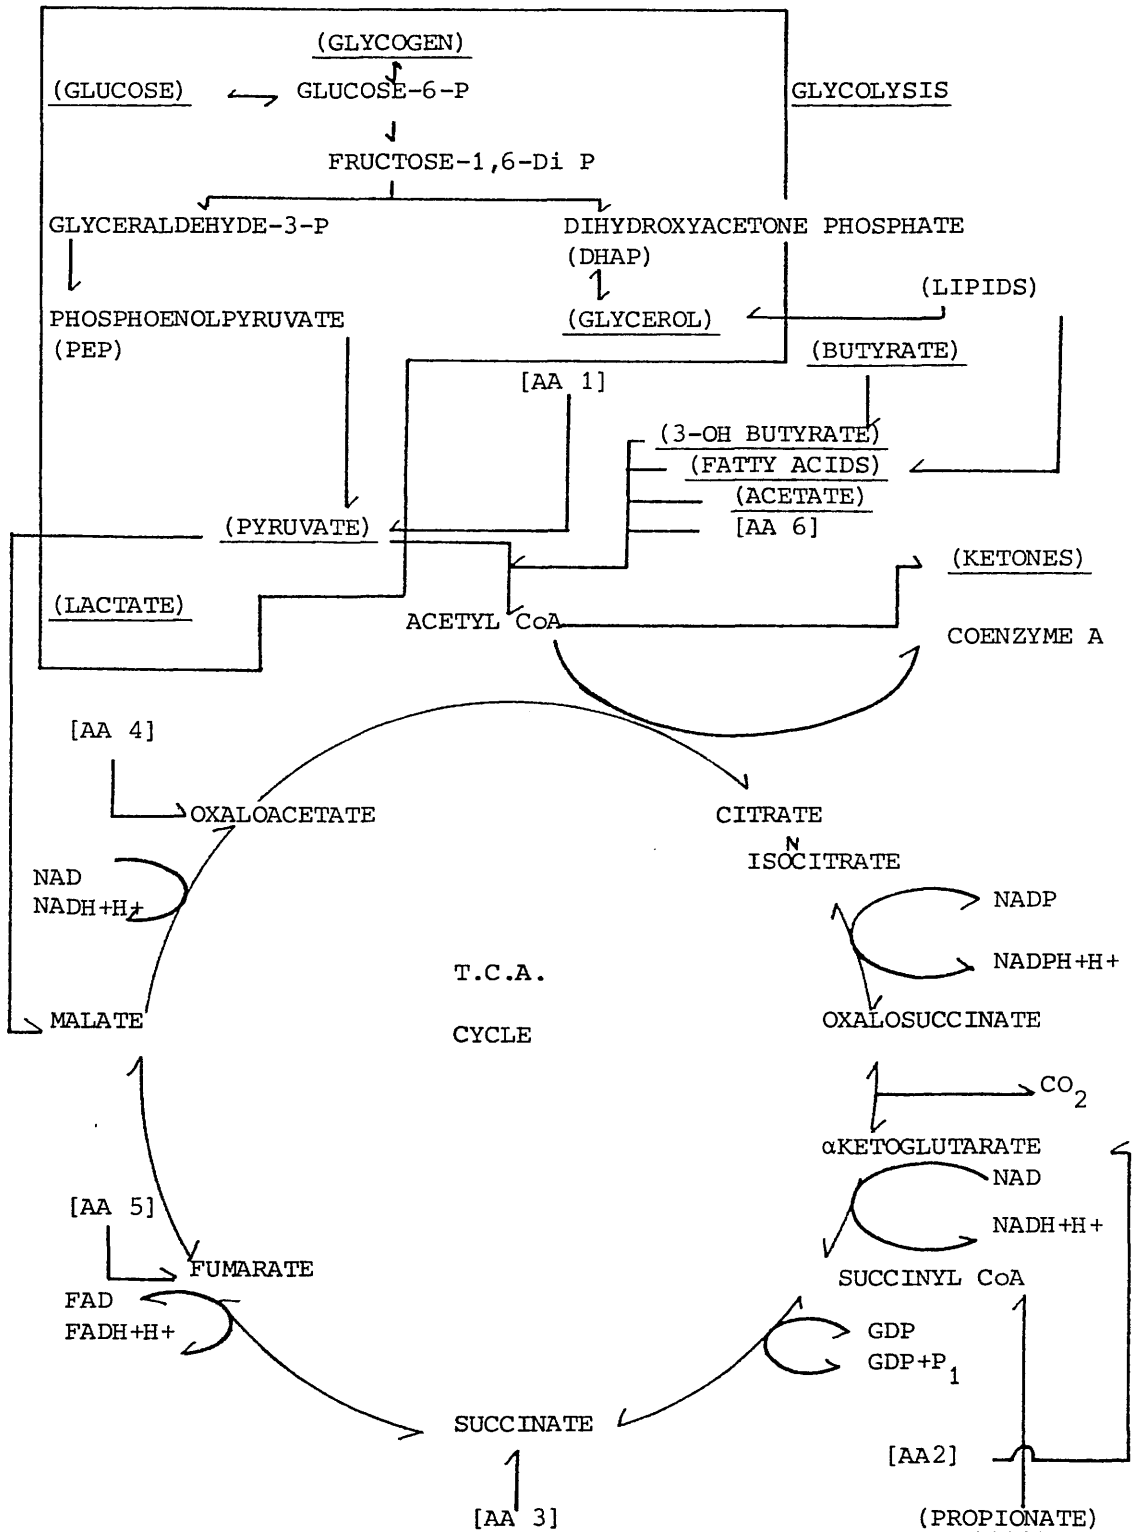 (GLYCOGEN)
(GLUCOSE) GLUCOSE-6-P GLYCOLYSIS
FRUCTOSE-1,6-Di P
GLYCERALDEHYDE-3-P DIHYDROXYACETONE PHOSPHATE
(DHAP)
(LIPIDS)
PHOSPHOENOLPYRUVATE (GLYCEROL)
(PEP) (BUTYRATE)
[AA 1]
(3-OH BUTYRATE)
(FATTY ACIDS)
(ACETATE)
(PYRUVATE) [AA 6]
(KETONES)
(LACTATE)
ACETYL CoA
COENZYME A
[AA 4]
OXALOACETATE CITRATE
ISOCITRATE
NAD
NADH+H+ NADP
NADPH+H+
T.C.A.
MALATE OXALOSUCCINATE
CYCLE
CO2
αKETOGLUTARATE
NAD
[AA 5]
NADH+H+
FUMARATE SUCCINYL CoA
FAD
FADH+H+ GDP
GDP+P1
SUCCINATE
[AA2]
[AA 3] (PROPIONATE)